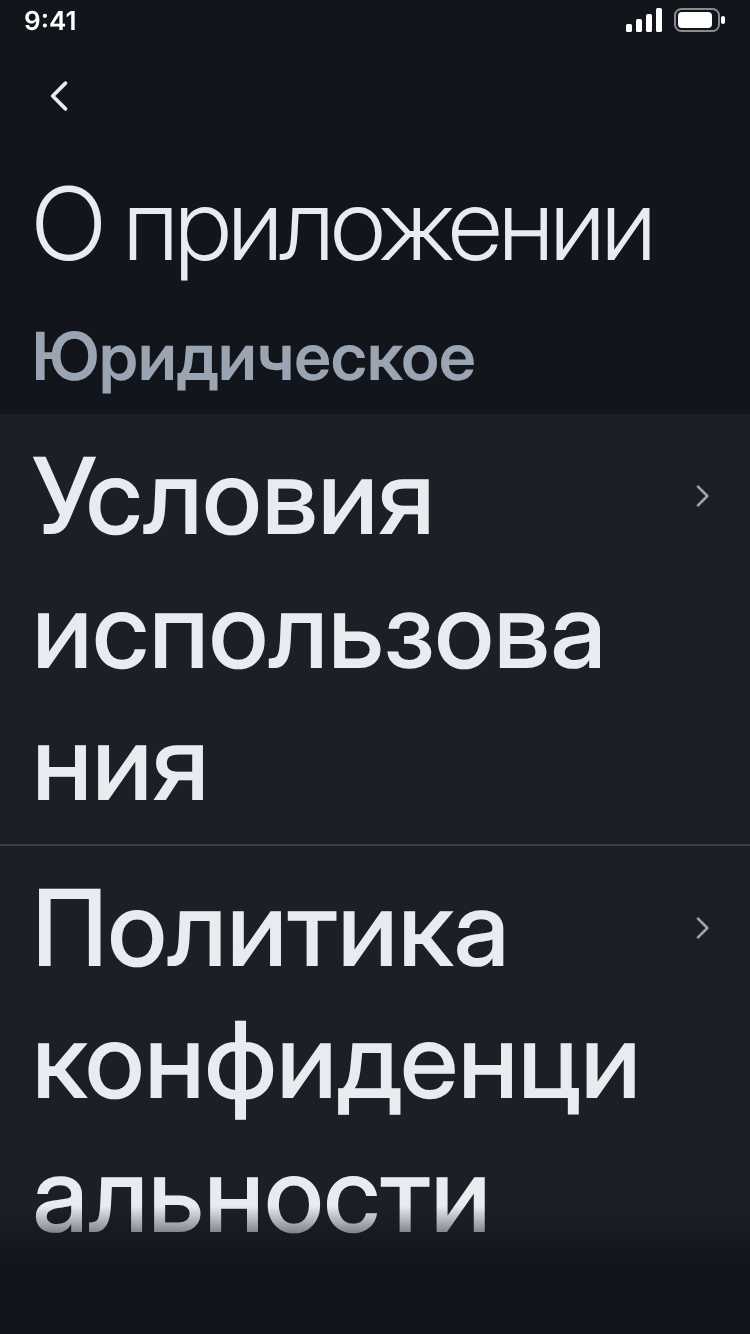 9:41
О приложении
Юридическое
Условия
использова
ния
Политика
конфиденци
альности